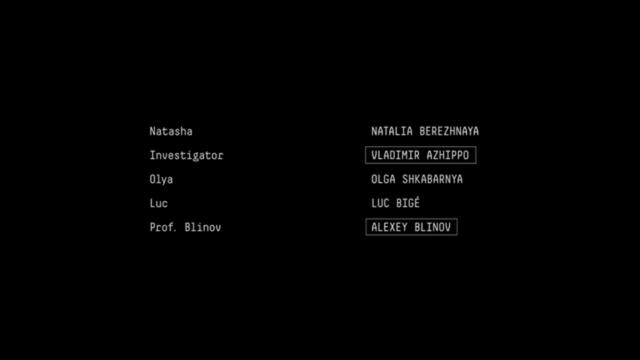 Natasha NATALIA BEREZHNAYA
Investigator VLADIMIR AZHIPPO
Olya OLGA SHKABARNYA
Luc LUC BIGÉ
Prof. Blinov ALEXEY BLINOV